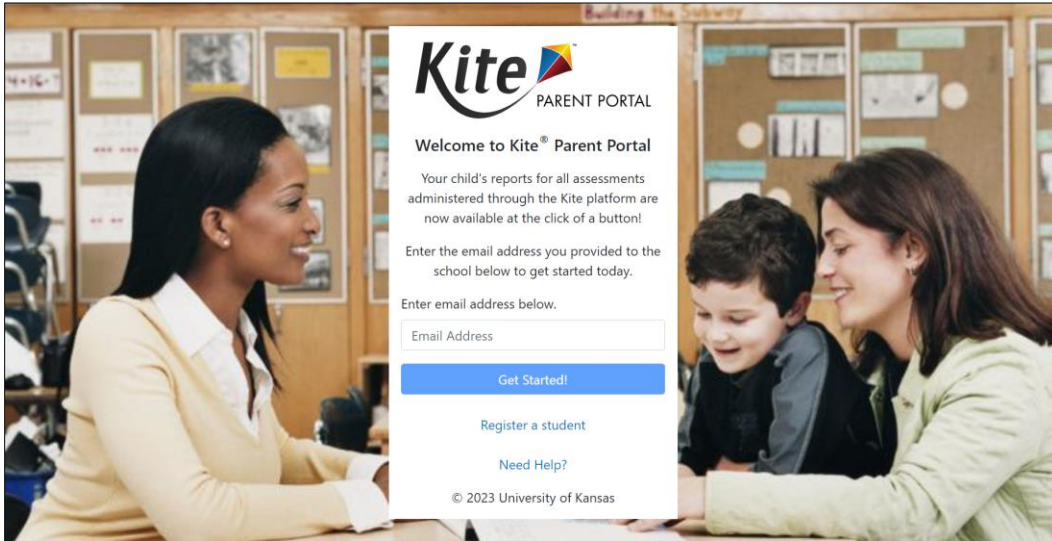 Building the Subway
Kite™
PARENT PORTAL
Welcome to Kite® Parent Portal
Your child's reports for all assessments
administered through the Kite platform are
now available at the click of a button!
Enter the email address you provided to the
school below to get started today.
Enter email address below.
Email Address
Get Started!
Register a student
Need Help?
© 2023 University of Kansas